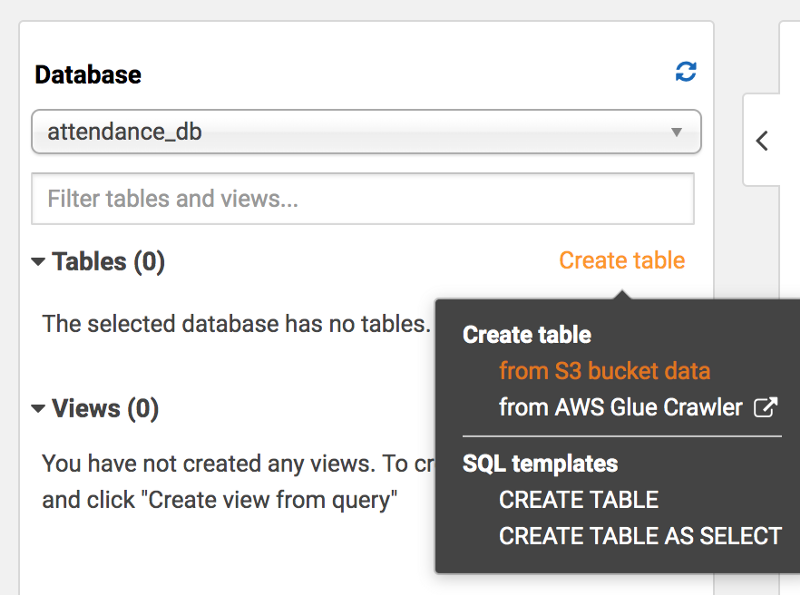 Database
attendance_db
Filter tables and views...
Tables (0)
Create table
The selected database has no tables.
Create table
from S3 bucket data
from AWS Glue Crawler
SQL templates
CREATE TABLE
CREATE TABLE AS SELECT
Views (0)
You have not created any views. To
and click "Create view from query"